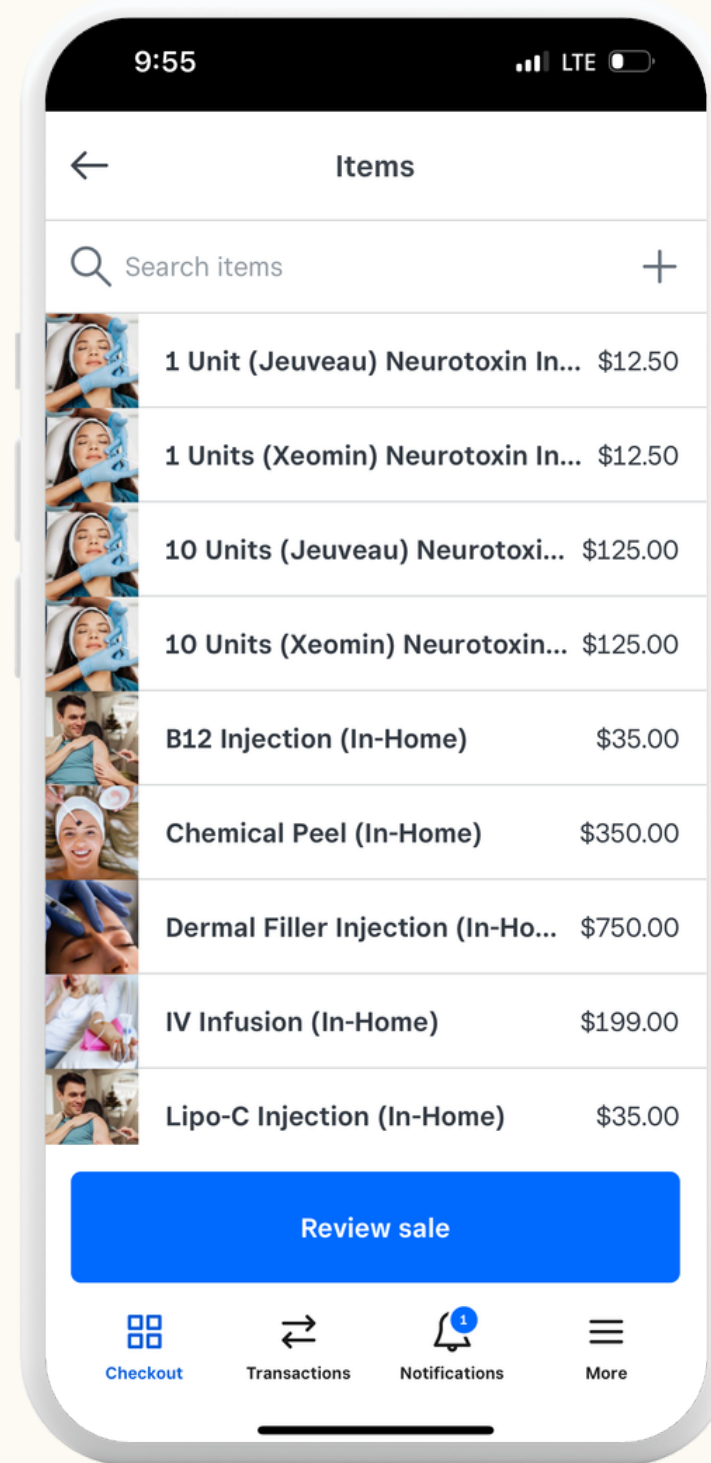 9:55 LTE
Items
Search items
1 Unit (Jeuveau) Neurotoxin In... $12.50
1 Units (Xeomin) Neurotoxin In... $12.50
10 Units (Jeuveau) Neurotoxi... $125.00
10 Units (Xeomin) Neurotoxin... $125.00
B12 Injection (In-Home) $35.00
Chemical Peel (In-Home) $350.00
Dermal Filler Injection (In-Ho... $750.00
IV Infusion (In-Home) $199.00
Lipo-C Injection (In-Home) $35.00
Review sale
1
Checkout Transactions Notifications More